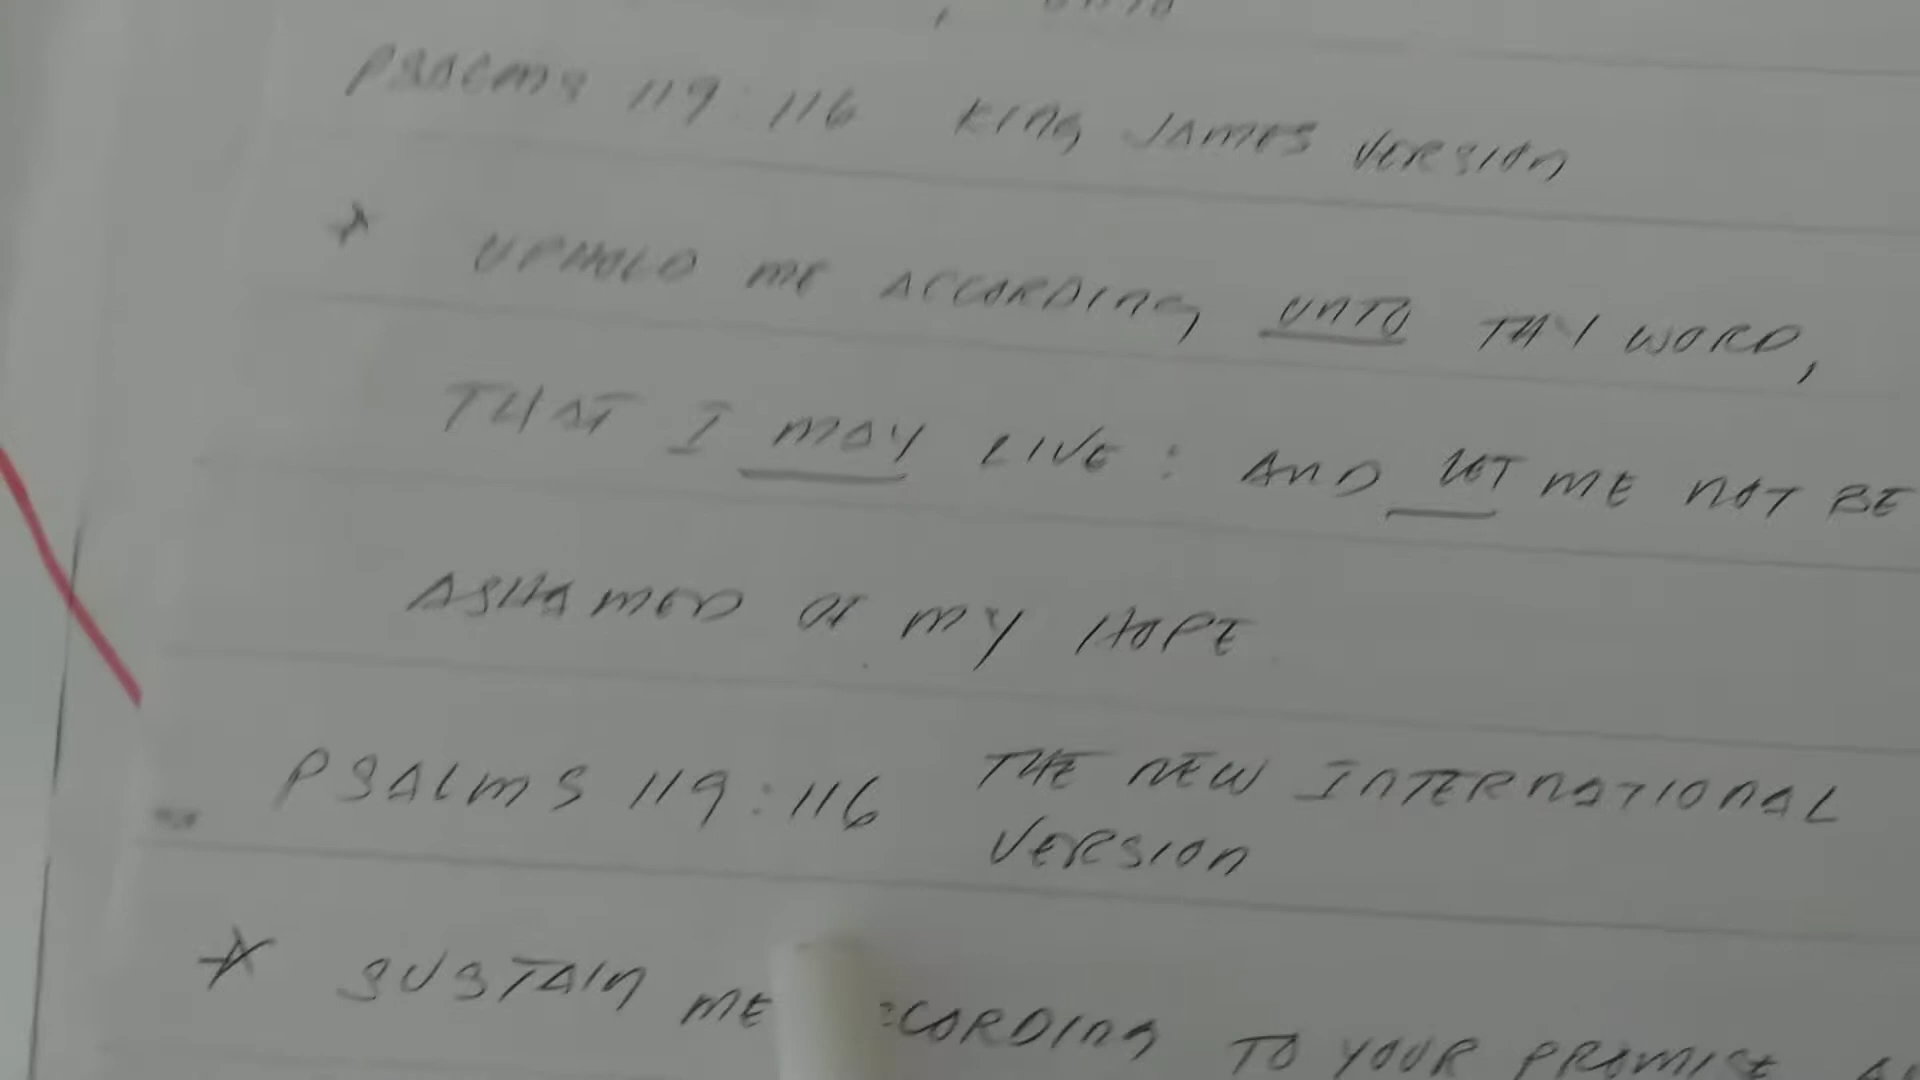 PSALMS 119:116 KING JAMES VERSION
* UPHOLD ME ACCORDING UNTO THY WORD,
THAT I MAY LIVE: AND LET ME NOT BE
ASHAMED OF MY HOPE
PSALMS 119:116 THE NEW INTERNATIONAL
VERSION
* SUSTAIN ME CCORDING TO YOUR PROMISE